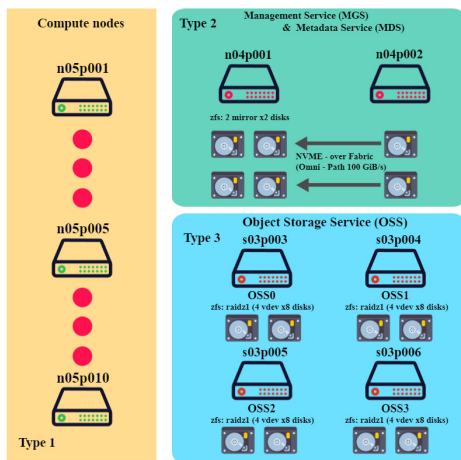 Compute nodes
n05p001
n05p005
n05p010
Type 1
Type 2
Management Service (MGS)
& Metadata Service (MDS)
n04p001
n04p002
zfs: 2 mirror x2 disks
NVME - over Fabric
(Omni - Path 100 GiB/s)
Object Storage Service (OSS)
Type 3
s03p003
s03p004
OSS0
OSS1
zfs: raidz1 (4 vdev x8 disks)
zfs: raidz1 (4 vdev x8 disks)
s03p005
s03p006
OSS2
OSS3
zfs: raidz1 (4 vdev x8 disks)
zfs: raidz1 (4 vdev x8 disks)